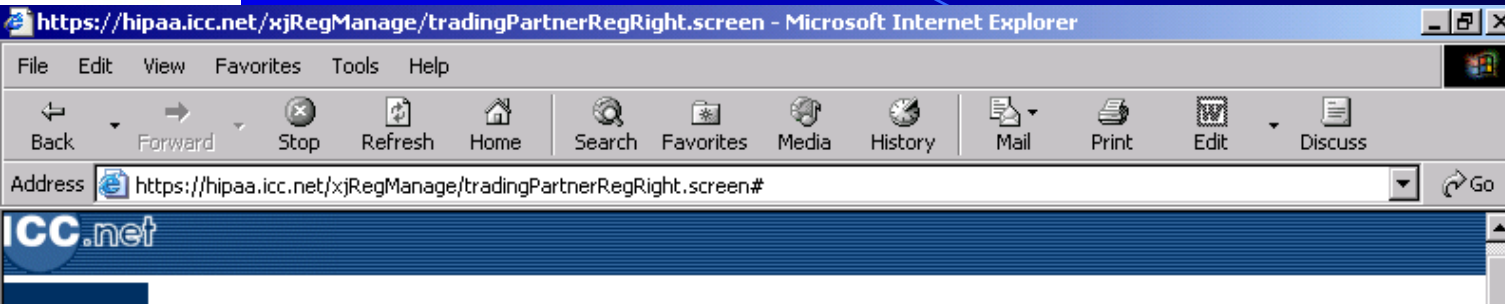 https://hipaa.icc.net/xjRegManage/tradingPartnerRegRight.screen - Microsoft Internet Explorer
File Edit View Favorites Tools Help
Back Forward Stop Refresh Home Search Favorites Media History Mail Print Edit Discuss
Address https://hipaa.icc.net/xjRegManage/tradingPartnerRegRight.screen# Go
ICC.net